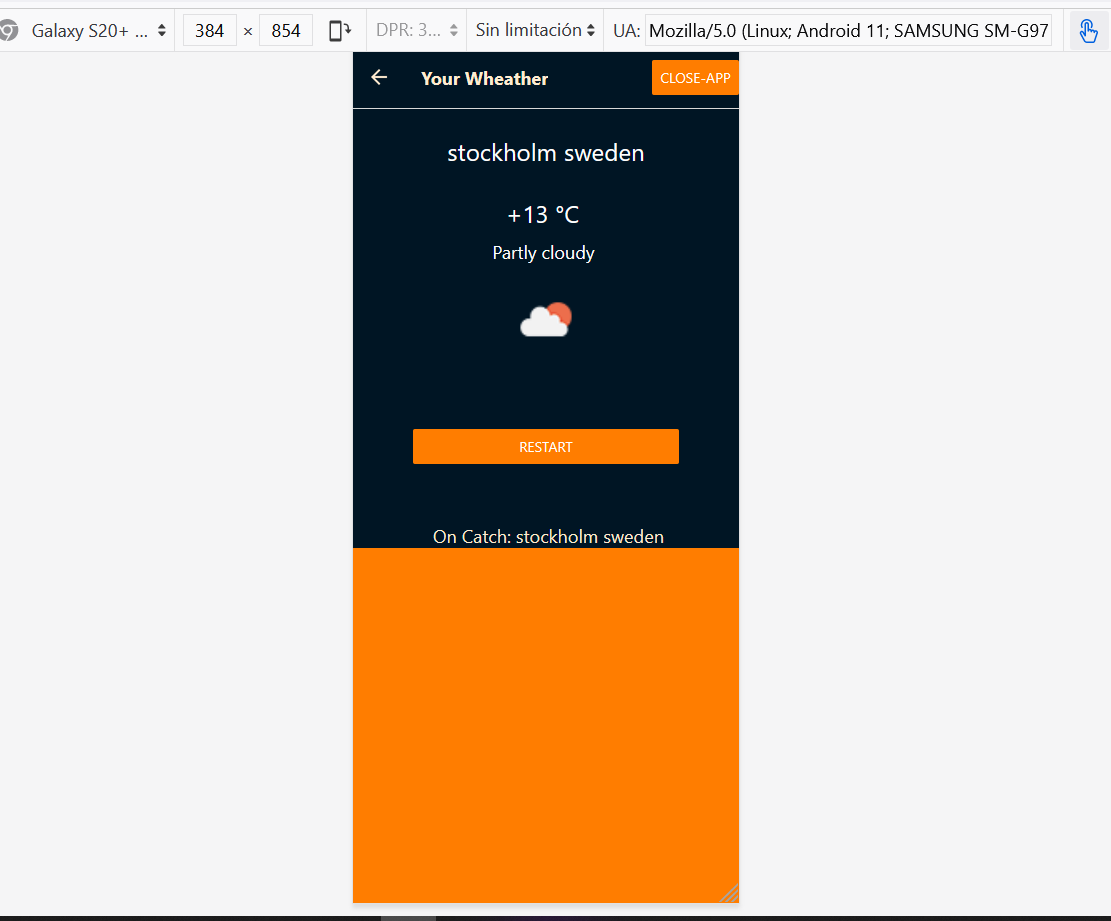 Galaxy S20+ ... 384 × 854 DPR: 3... Sin limitación UA: Mozilla/5.0 (Linux; Android 11; SAMSUNG SM-G97
Your Wheather CLOSE-APP
stockholm sweden
+13 °C
Partly cloudy
RESTART
On Catch: stockholm sweden